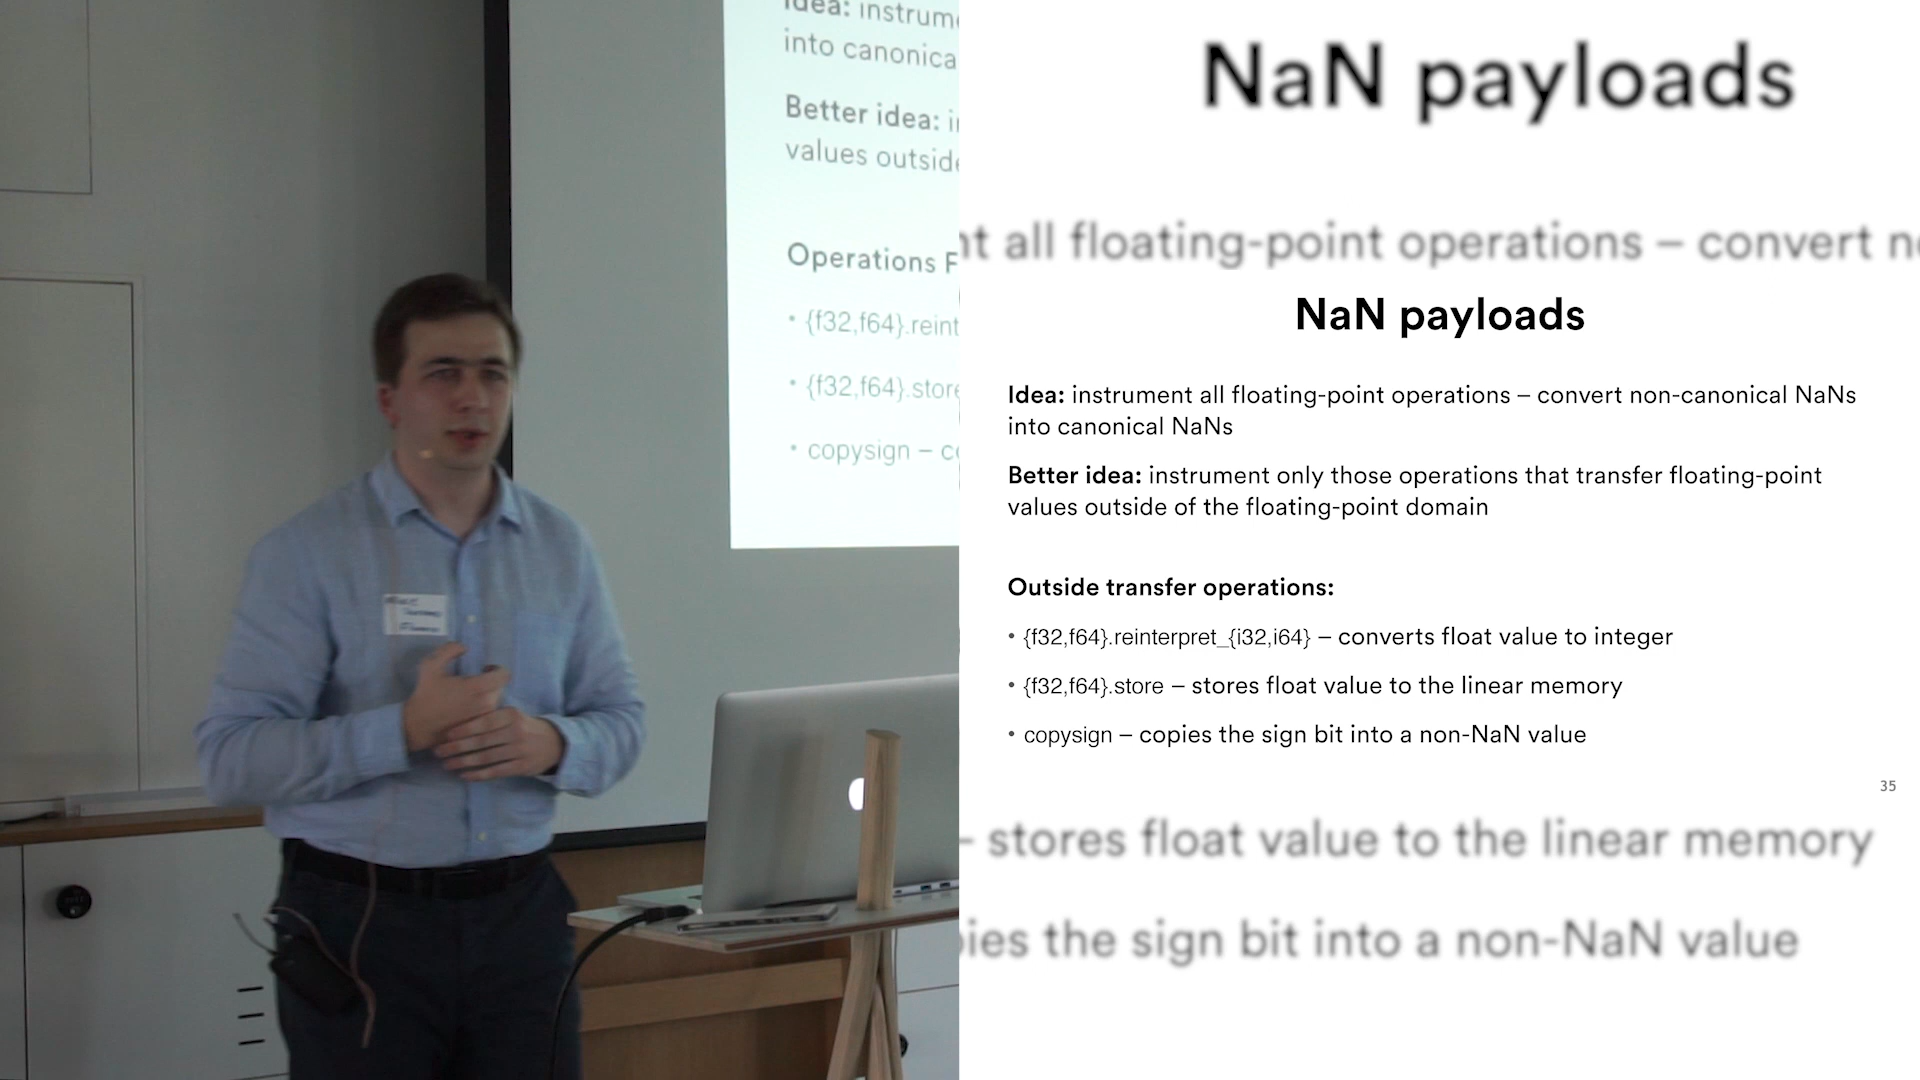 Idea: instrum
into canonica
Better idea: i
values outside
Operations F
• {f32,f64}.reint
• {f32,f64}.store
• copysign – co
NaN payloads
nt all floating-point operations – convert n
NaN payloads
Idea: instrument all floating-point operations – convert non-canonical NaNs
into canonical NaNs
Better idea: instrument only those operations that transfer floating-point
values outside of the floating-point domain
Outside transfer operations:
• {f32,f64}.reinterpret_{i32,i64} – converts float value to integer
• {f32,f64}.store – stores float value to the linear memory
• copysign – copies the sign bit into a non-NaN value
35
– stores float value to the linear memory
pies the sign bit into a non-NaN value